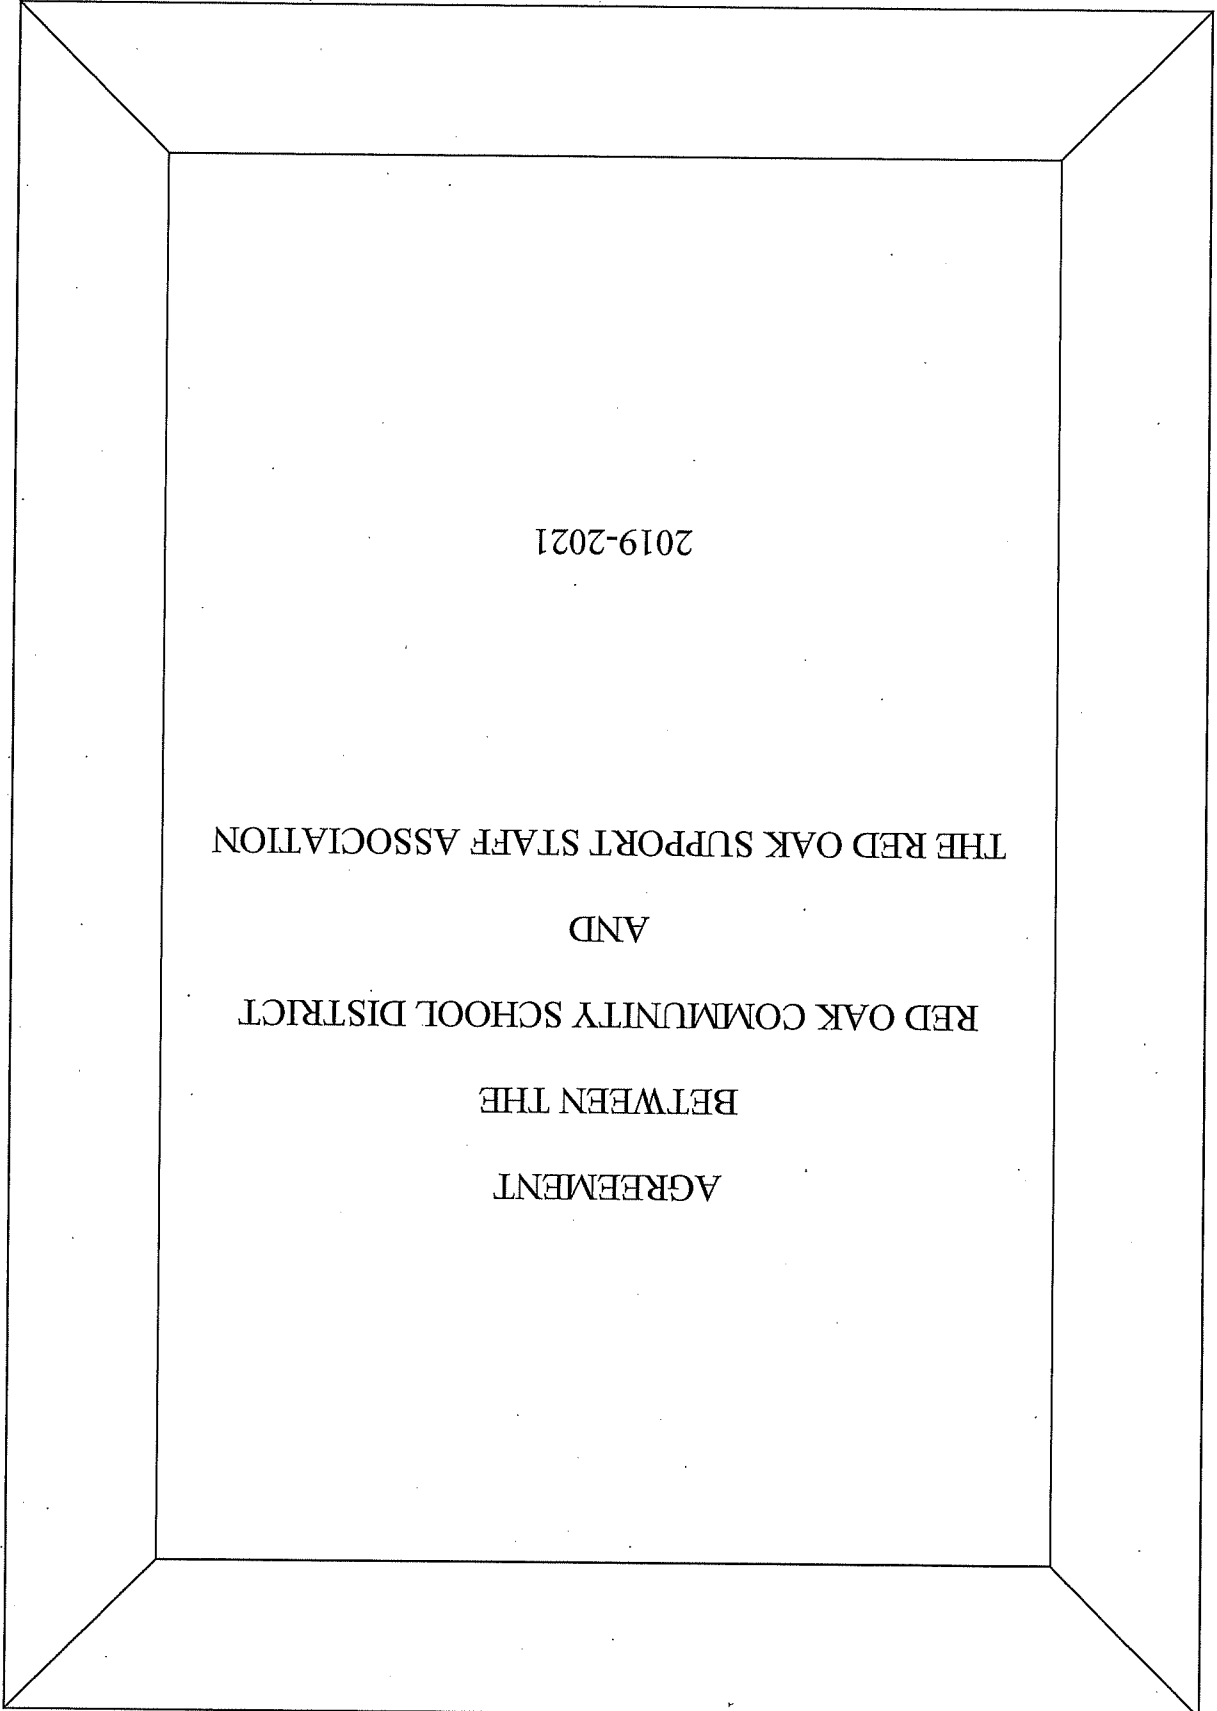 AGREEMENT
BETWEEN THE
RED OAK COMMUNITY SCHOOL DISTRICT
AND
THE RED OAK SUPPORT STAFF ASSOCIATION
2019-2021